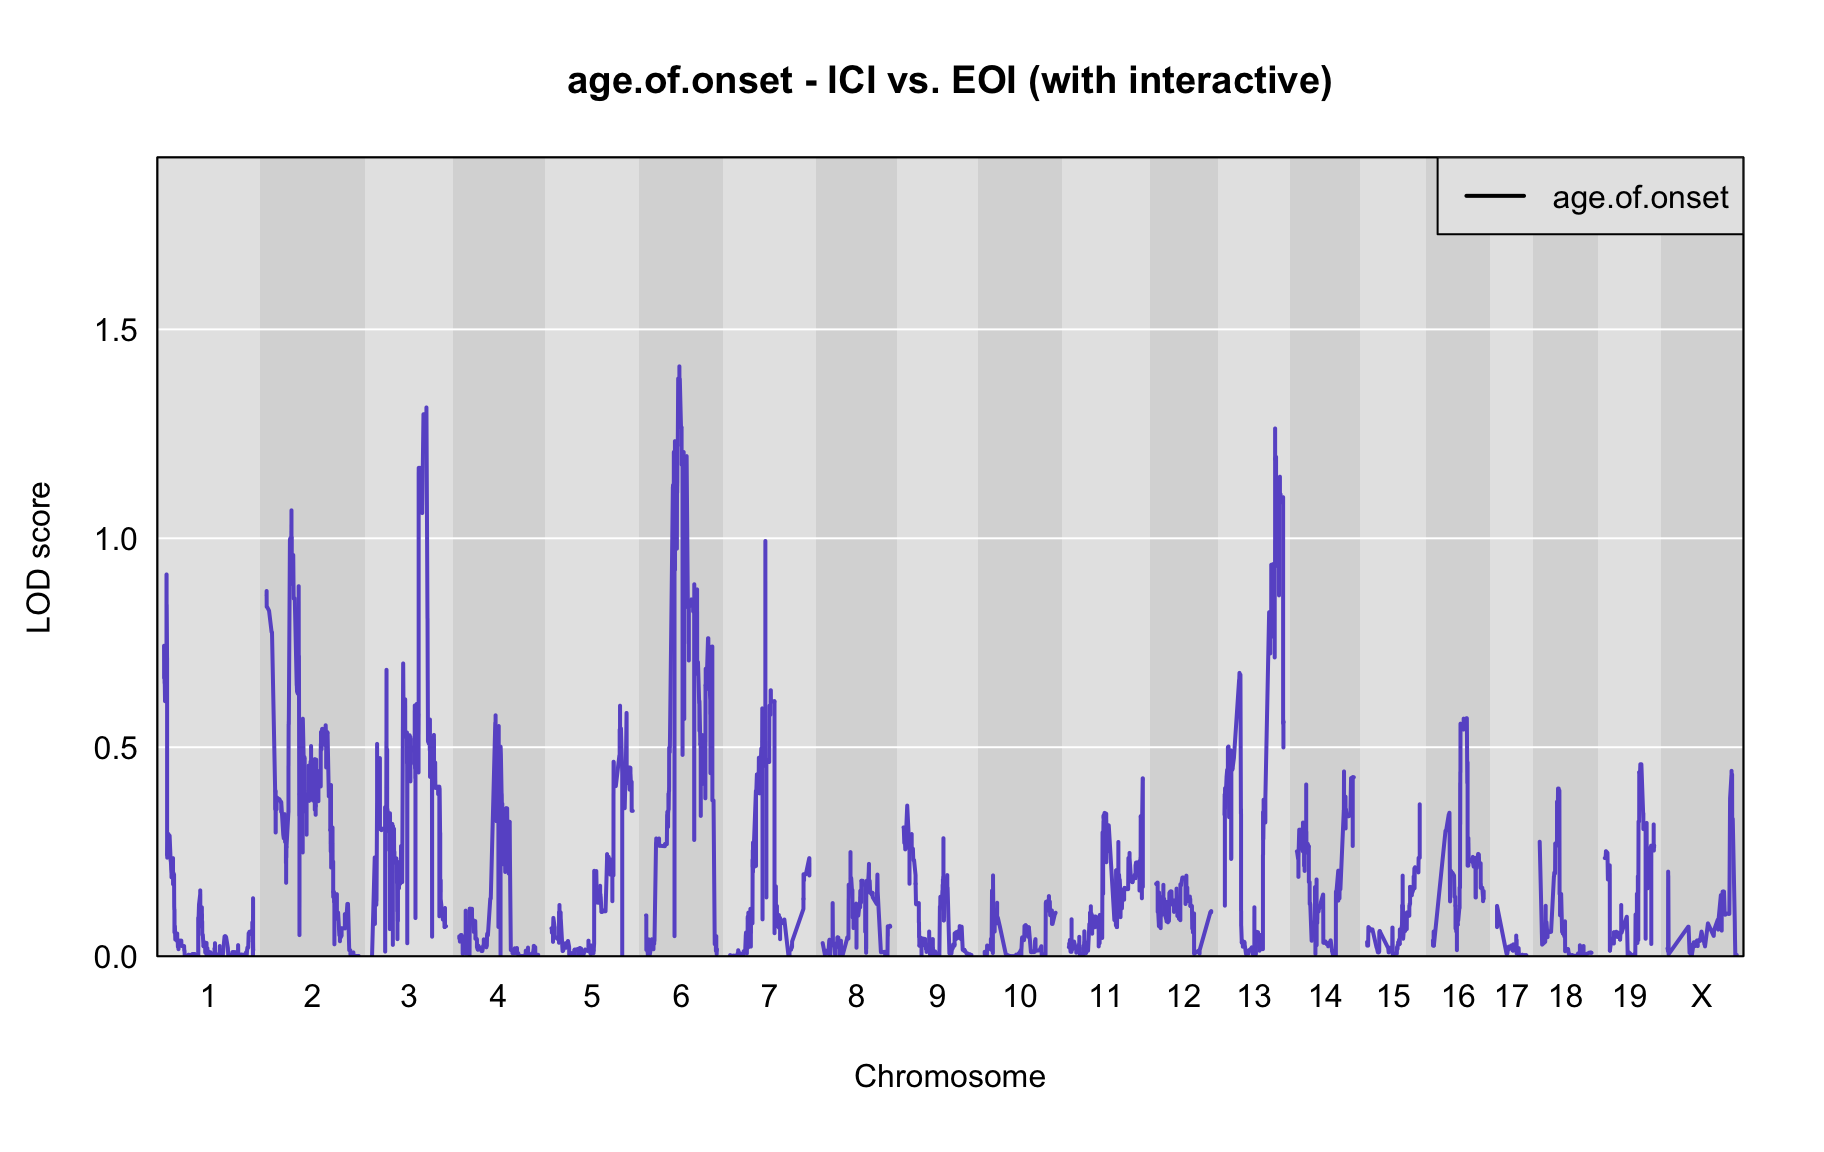 age.of.onset - ICI vs. EOI (with interactive)
age.of.onset
LOD score
1.5
1.0
0.5
0.0
1 2 3 4 5 6 7 8 9 10 11 12 13 14 15 16 17 18 19 X
Chromosome